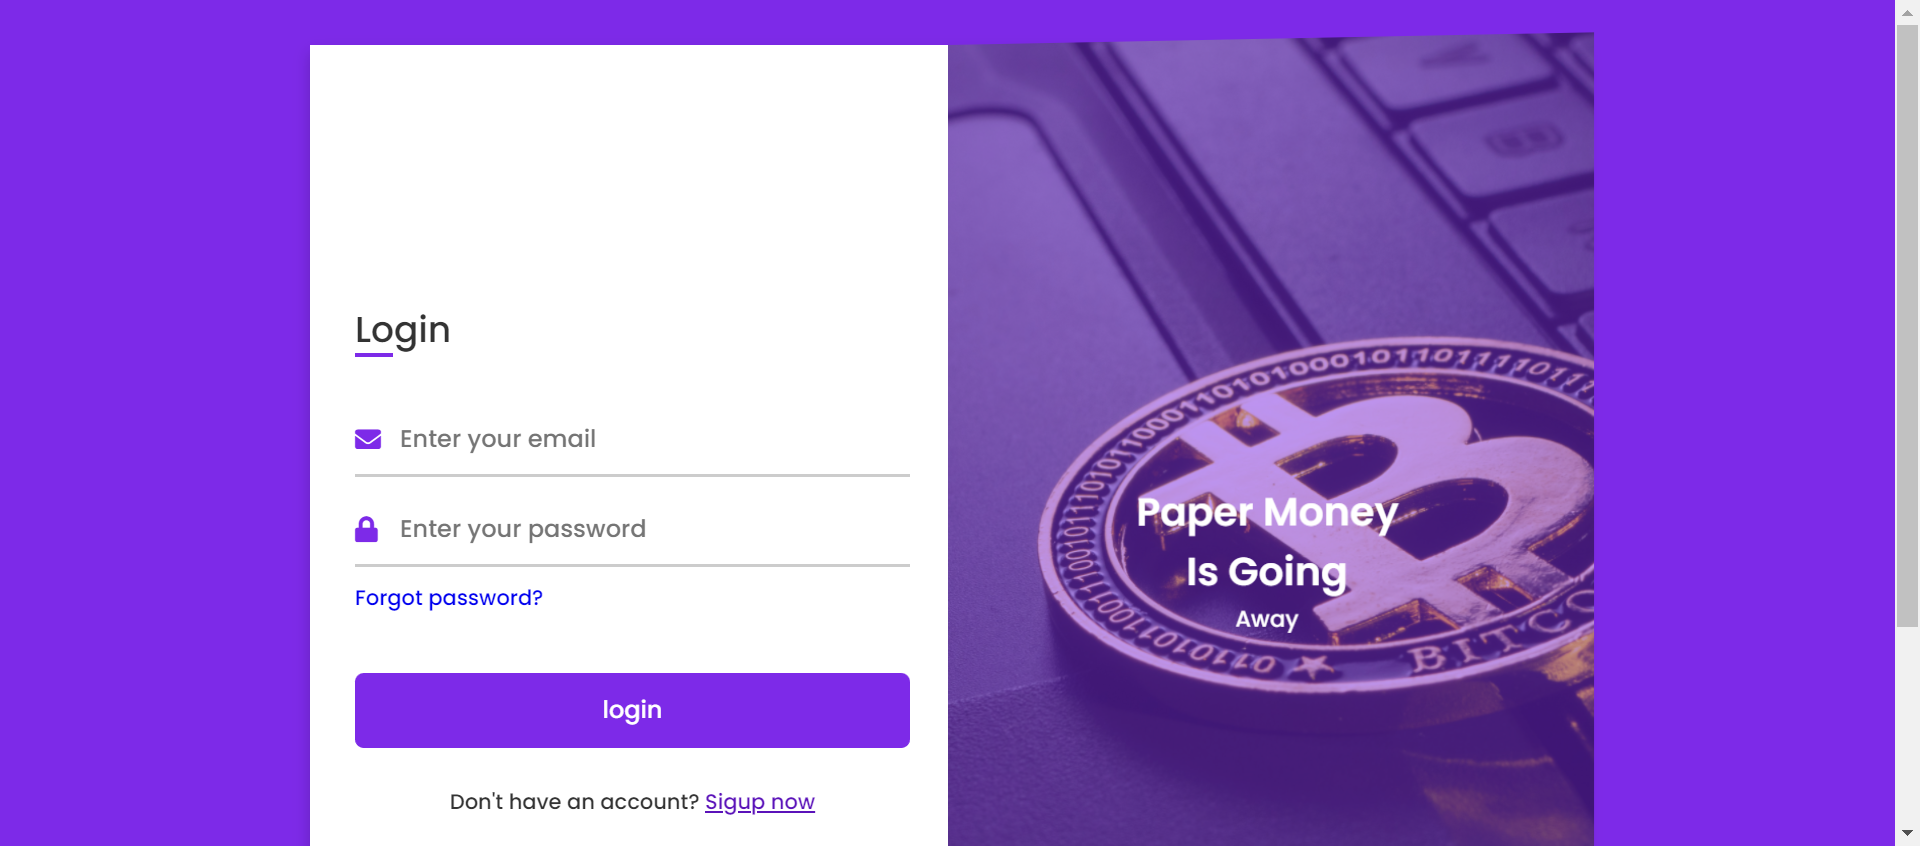 Login
Enter your email
Enter your password
Forgot password?
login
Don't have an account? Sigup now
Paper Money
Is Going
Away